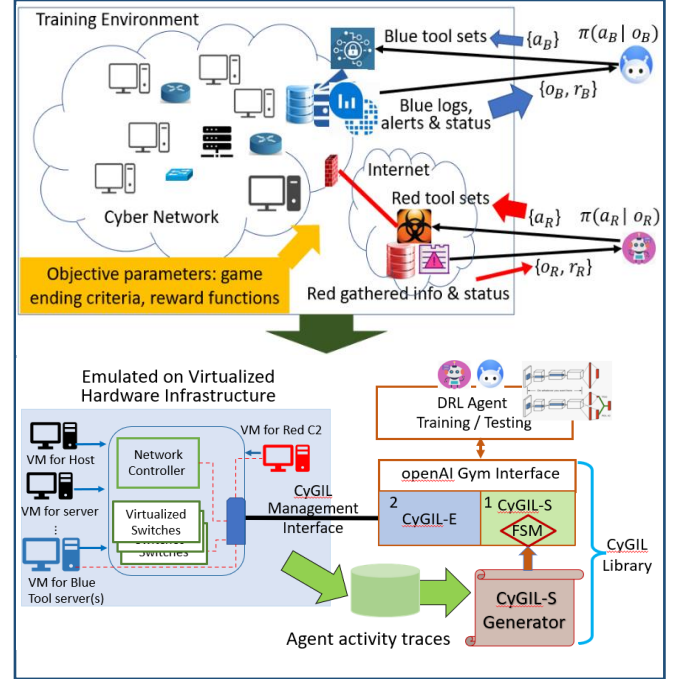 Training Environment
Blue tool sets
{a_B}
π(a_B | o_B)
Blue logs,
alerts & status
{o_B, r_B}
Internet
Red tool sets
{a_R}
π(a_R | o_R)
Cyber Network
Objective parameters: game
ending criteria, reward functions
{o_R, r_R}
Red gathered info & status
Emulated on Virtualized
Hardware Infrastructure
DRL Agent
Training / Testing
VM for Host
Network
Controller
VM for Red C2
openAI Gym Interface
VM for server
CyGIL
Management
Interface
2
CyGIL-E
1
CyGIL-S
FSM
Virtualized
Switches
Switches
VM for Blue
Tool server(s)
CyGIL
Library
CyGIL-S
Generator
Agent activity traces